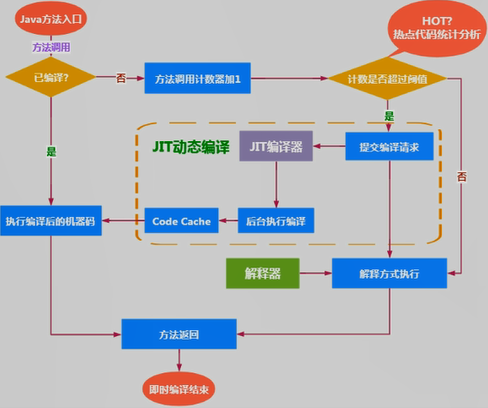 Java方法入口
HOT?
热点代码统计分析
方法调用
已编译?
否
方法调用计数器加1
计数是否超过阀值
是
JIT动态编译
JIT编译器
提交编译请求
是
否
执行编译后的机器码
Code Cache
后台执行编译
解释器
解释方式执行
方法返回
即时编译结束